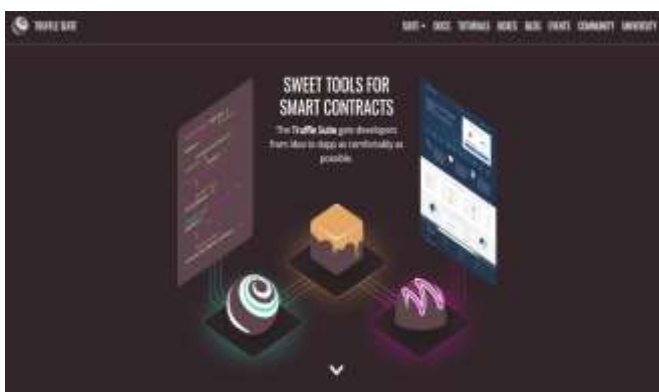 TRUFFLE SUITE
SUITE DOCS TUTORIALS BOXES BLOG EVENTS COMMUNITY UNIVERSITY
SWEET TOOLS FOR
SMART CONTRACTS
The Truffle Suite gets developers
from idea to dapp as comfortably as
possible.